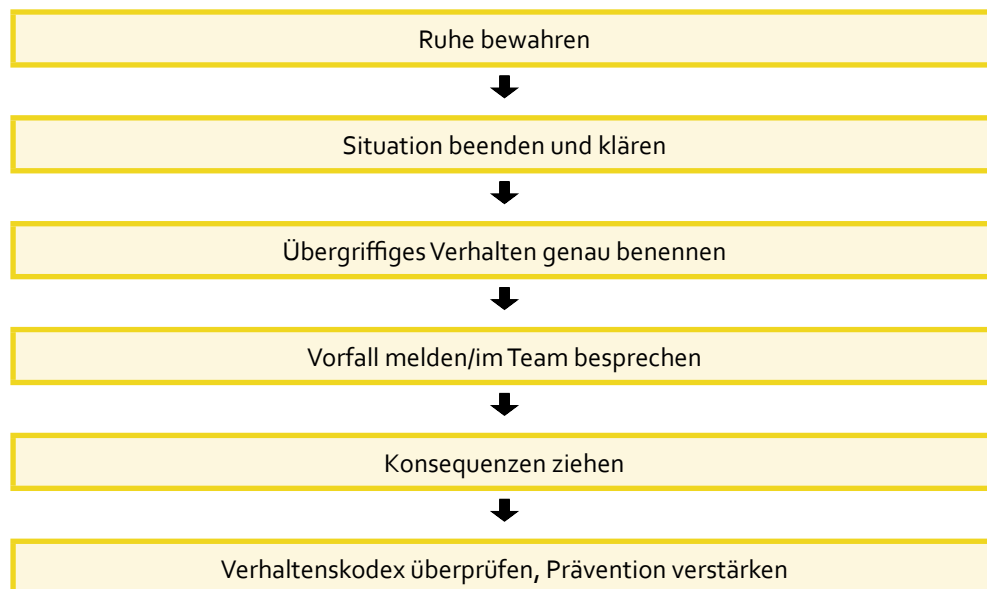 Ruhe bewahren
Situation beenden und klären
Übergriffiges Verhalten genau benennen
Vorfall melden/im Team besprechen
Konsequenzen ziehen
Verhaltenskodex überprüfen, Prävention verstärken